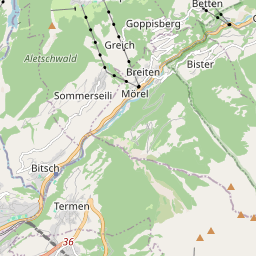 Betten
Goppisberg
Greich
Aletschwald
Breiten
Bister
Sommerseili
Mörel
Bitsch
Termen
36